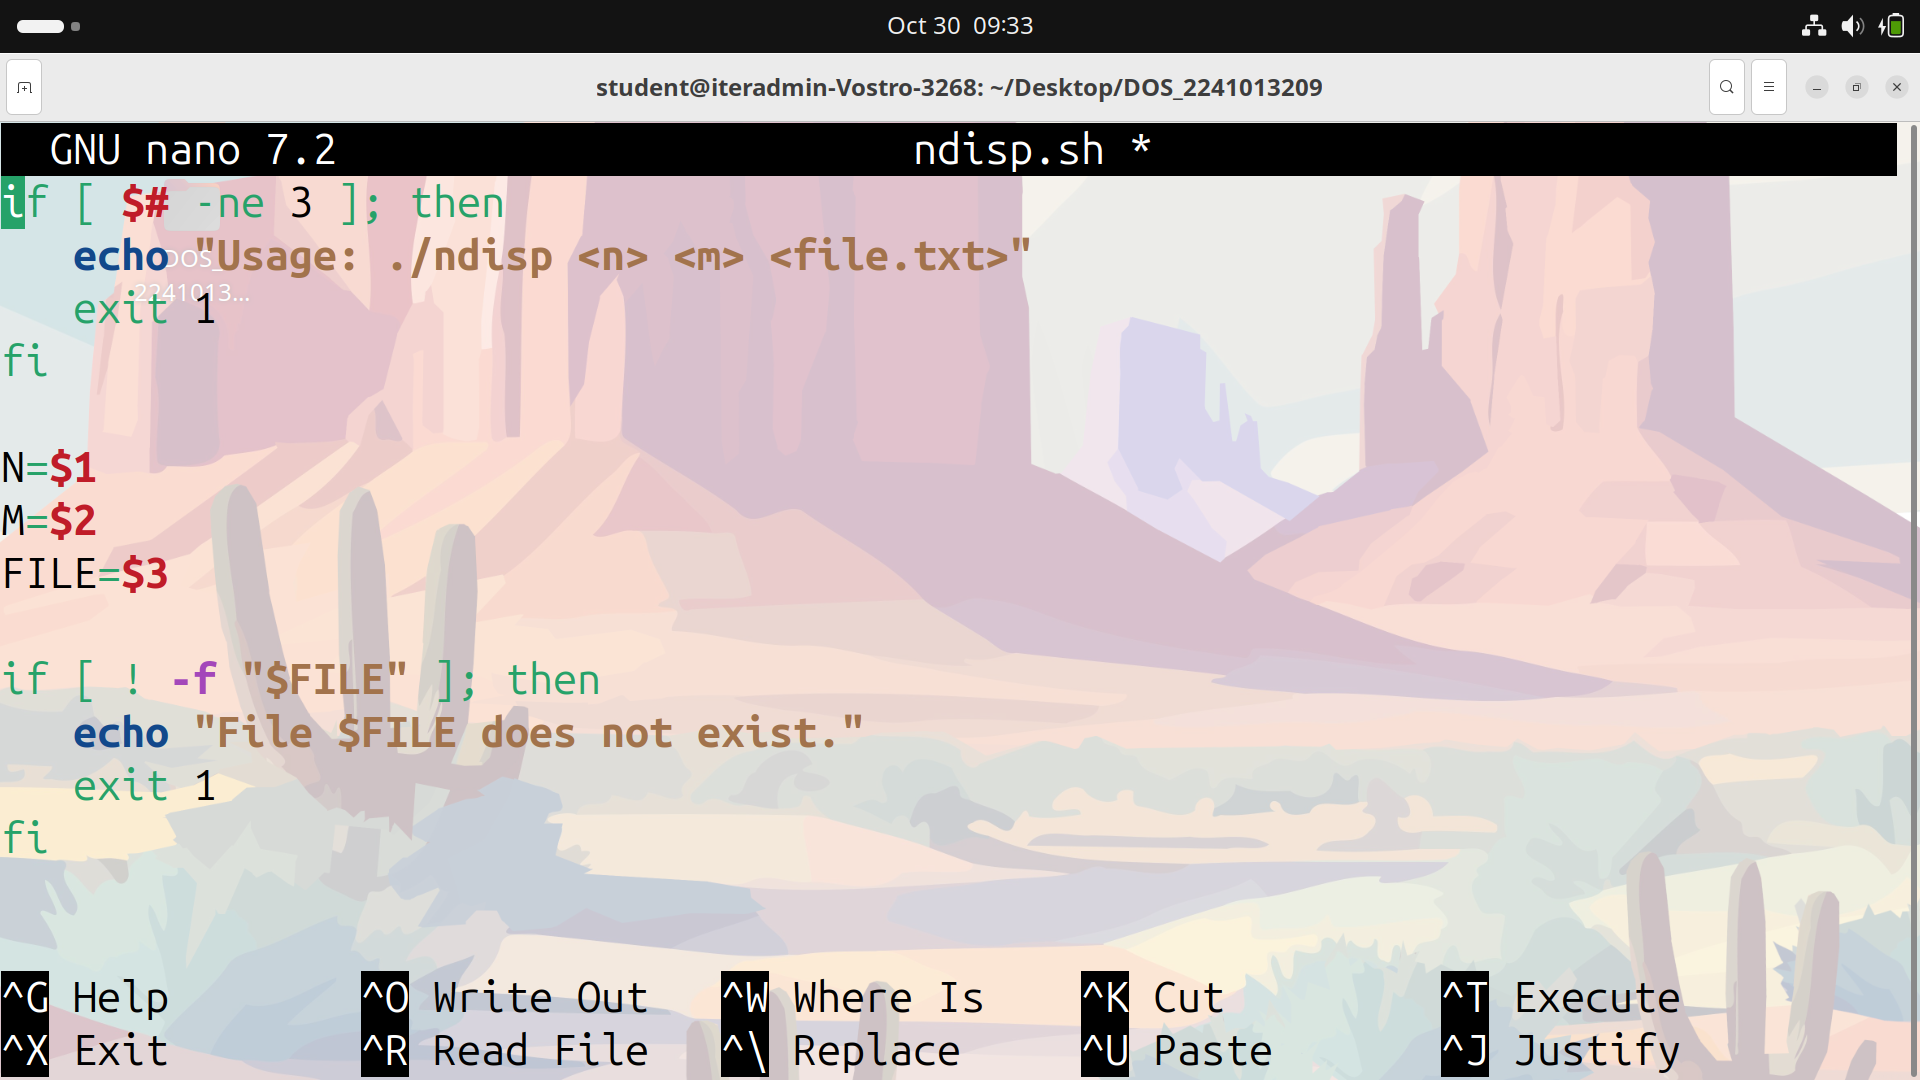 Oct 30 09:33
student@iteradmin-Vostro-3268: ~/Desktop/DOS_2241013209
GNU nano 7.2 ndisp.sh *
if [ $# -ne 3 ]; then
    echo "Usage: ./ndisp <n> <m> <file.txt>"
DOS_
2241013...
    exit 1
fi

N=$1
M=$2
FILE=$3

if [ ! -f "$FILE" ]; then
    echo "File $FILE does not exist."
    exit 1
fi
^G Help ^O Write Out ^W Where Is ^K Cut ^T Execute
^X Exit ^R Read File ^\ Replace ^U Paste ^J Justify